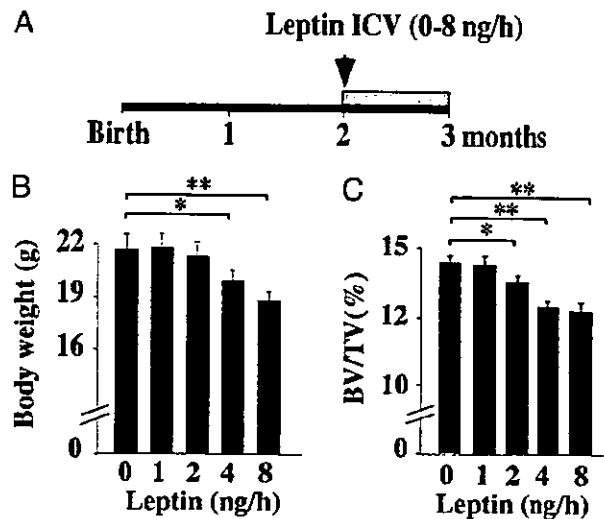 A
Leptin ICV (0-8 ng/h)
Birth 1 2 3 months
B
**
*
22
19
16
0
Body weight (g)
0 1 2 4 8
Leptin (ng/h)
C
**
**
*
15
12
10
0
BV/TV (%)
0 1 2 4 8
Leptin (ng/h)